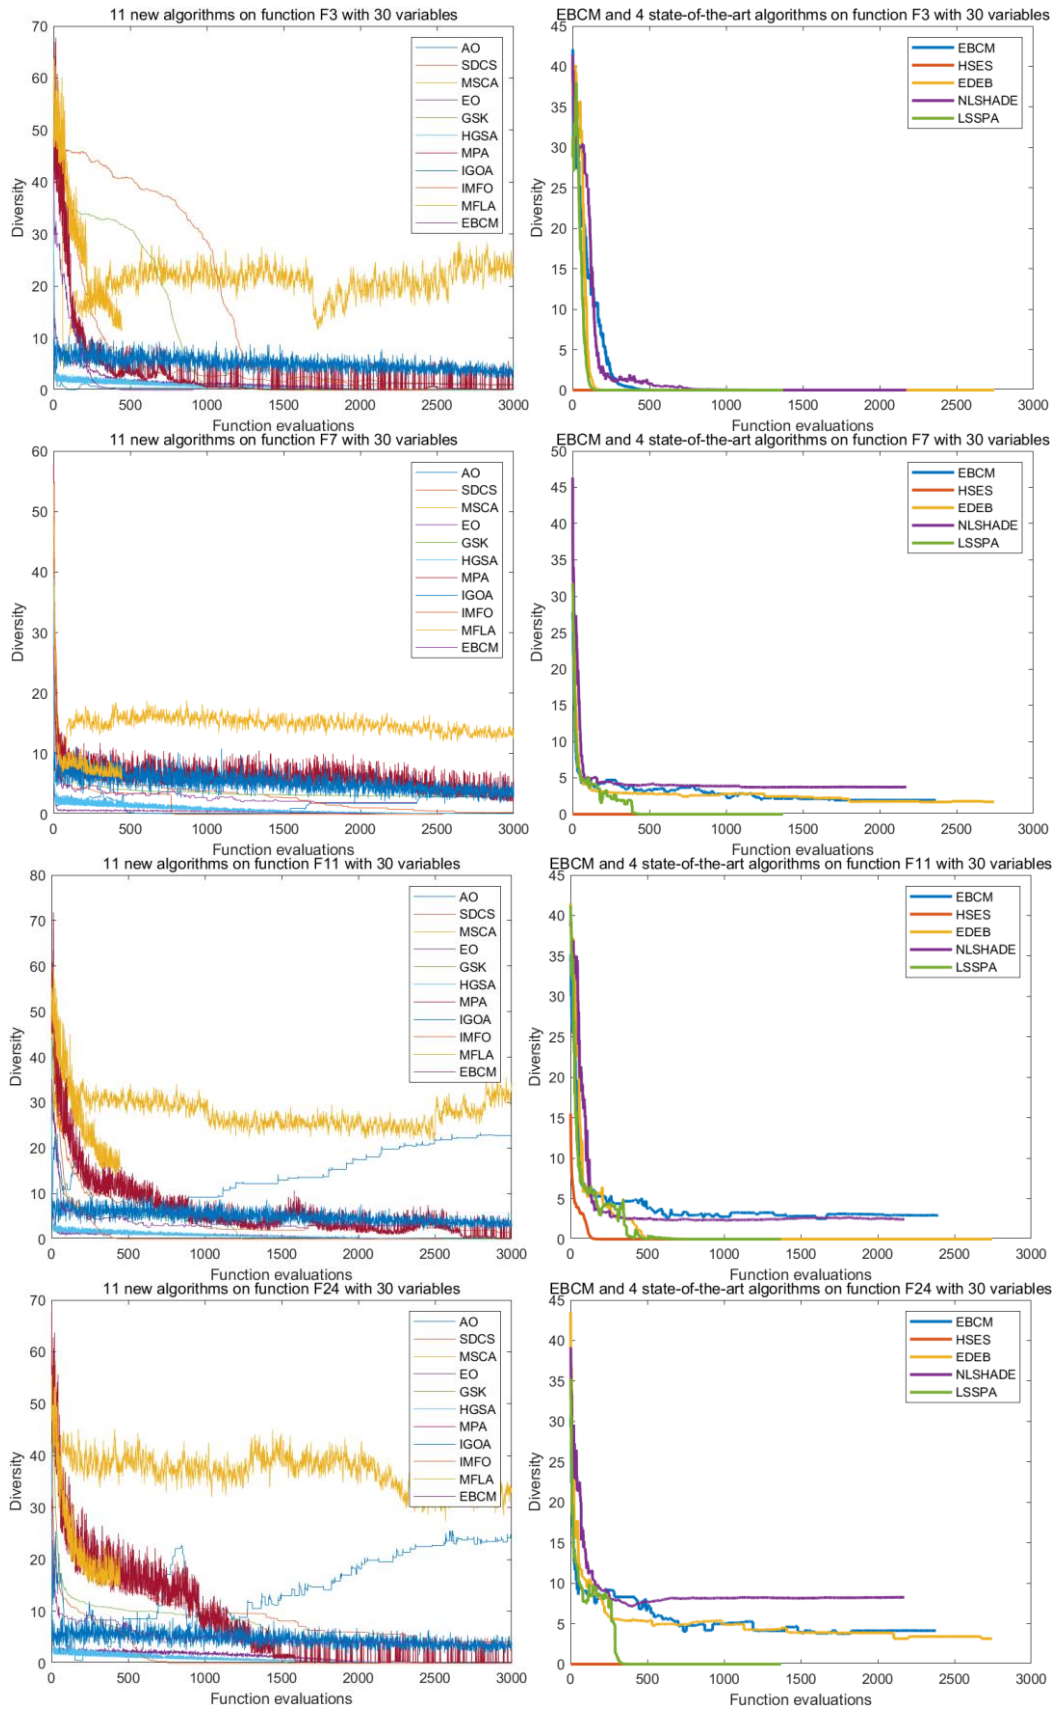 11 new algorithms on function F3 with 30 variables
70
60
50
40
30
20
10
0
Diversity
AO
SDCS
MSCA
EO
GSK
HGSA
MPA
IGOA
IMFO
MFLA
EBCM
0 500 1000 1500 2000 2500 3000
Function evaluations
EBCM and 4 state-of-the-art algorithms on function F3 with 30 variables
45
40
35
30
25
20
15
10
5
0
Diversity
EBCM
HSES
EDEB
NLSHADE
LSSPA
0 500 1000 1500 2000 2500 3000
Function evaluations
11 new algorithms on function F7 with 30 variables
60
50
40
30
20
10
0
Diversity
AO
SDCS
MSCA
EO
GSK
HGSA
MPA
IGOA
IMFO
MFLA
EBCM
0 500 1000 1500 2000 2500 3000
Function evaluations
EBCM and 4 state-of-the-art algorithms on function F7 with 30 variables
50
45
40
35
30
25
20
15
10
5
0
Diversity
EBCM
HSES
EDEB
NLSHADE
LSSPA
0 500 1000 1500 2000 2500 3000
Function evaluations
11 new algorithms on function F11 with 30 variables
80
70
60
50
40
30
20
10
0
Diversity
AO
SDCS
MSCA
EO
GSK
HGSA
MPA
IGOA
IMFO
MFLA
EBCM
0 500 1000 1500 2000 2500 3000
Function evaluations
EBCM and 4 state-of-the-art algorithms on function F11 with 30 variables
45
40
35
30
25
20
15
10
5
0
Diversity
EBCM
HSES
EDEB
NLSHADE
LSSPA
0 500 1000 1500 2000 2500 3000
Function evaluations
11 new algorithms on function F24 with 30 variables
70
60
50
40
30
20
10
0
Diversity
AO
SDCS
MSCA
EO
GSK
HGSA
MPA
IGOA
IMFO
MFLA
EBCM
0 500 1000 1500 2000 2500 3000
Function evaluations
EBCM and 4 state-of-the-art algorithms on function F24 with 30 variables
45
40
35
30
25
20
15
10
5
0
Diversity
EBCM
HSES
EDEB
NLSHADE
LSSPA
0 500 1000 1500 2000 2500 3000
Function evaluations